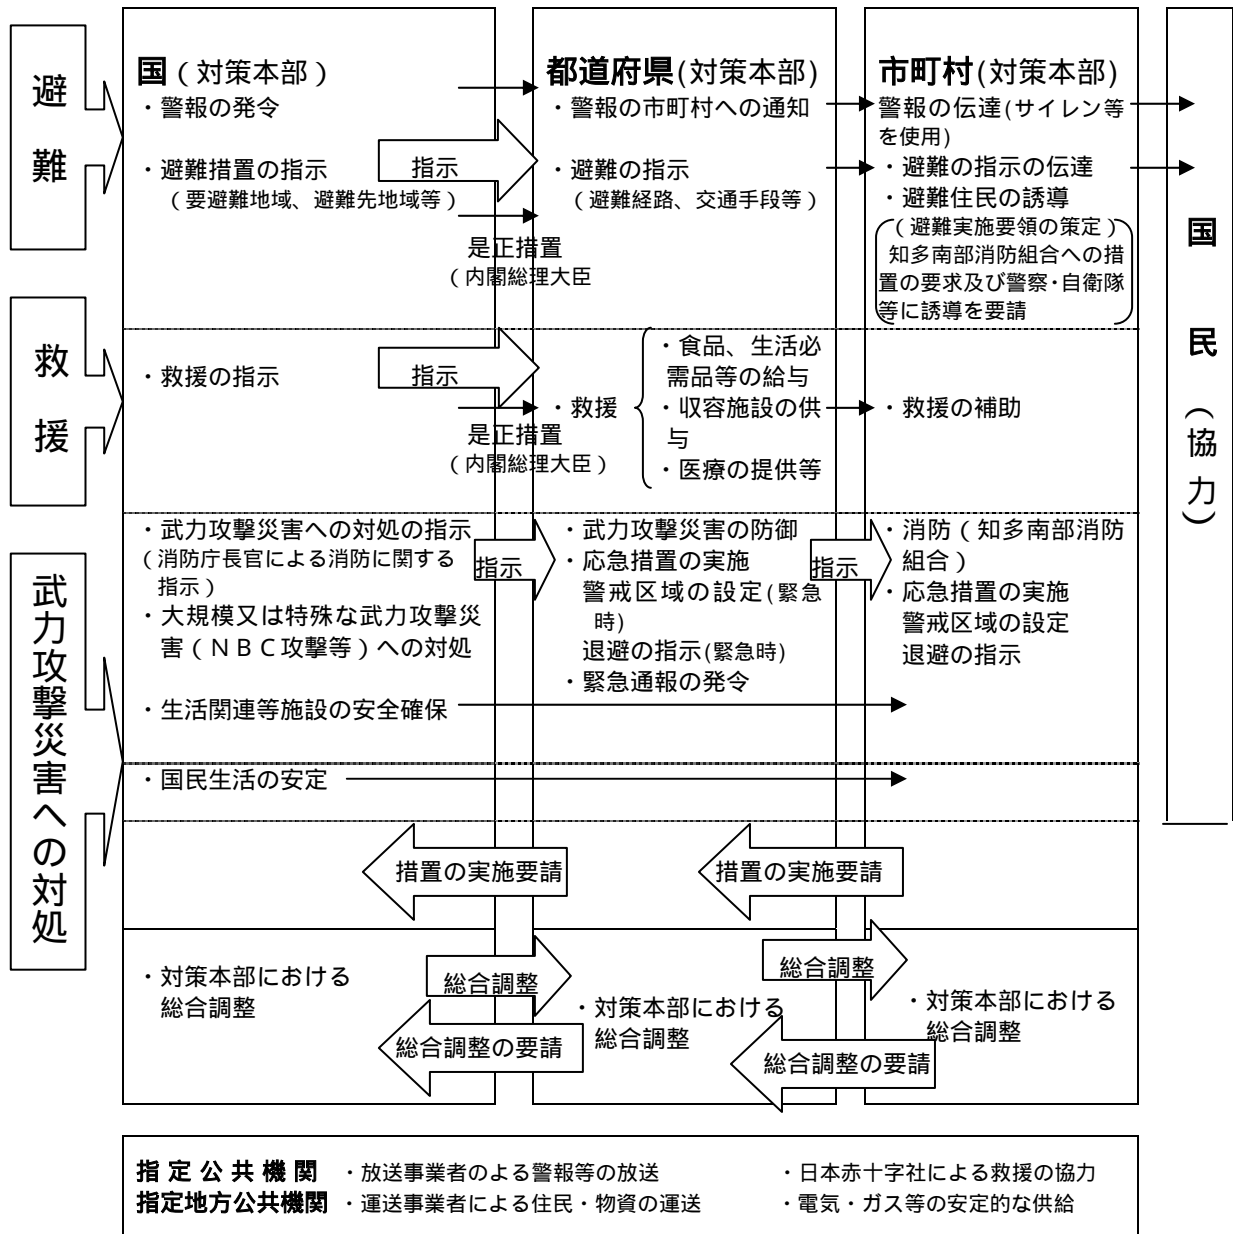 避難
国（対策本部）
・警報の発令
・避難措置の指示
（要避難地域、避難先地域等）
指示
是正措置
（内閣総理大臣
都道府県(対策本部)
・警報の市町村への通知
・避難の指示
（避難経路、交通手段等）
市町村(対策本部)
警報の伝達(サイレン等
を使用)
・避難の指示の伝達
・避難住民の誘導
（避難実施要領の策定）
知多南部消防組合への措
置の要求及び警察・自衛隊
等に誘導を要請
国民（協力）
救援
・救援の指示
指示
是正措置
（内閣総理大臣）
・救援
・食品、生活必
需品等の給与
・収容施設の供
与
・医療の提供等
・救援の補助
武力攻撃災害への対処
・武力攻撃災害への対処の指示
（消防庁長官による消防に関する
指示）
・大規模又は特殊な武力攻撃災
害（ＮＢＣ攻撃等）への対処
・生活関連等施設の安全確保
指示
・武力攻撃災害の防御
・応急措置の実施
警戒区域の設定(緊急
時)
退避の指示(緊急時)
・緊急通報の発令
指示
・消防（知多南部消防
組合）
・応急措置の実施
警戒区域の設定
退避の指示
・国民生活の安定
措置の実施要請
措置の実施要請
・対策本部における
総合調整
総合調整
総合調整の要請
・対策本部における
総合調整
総合調整
総合調整の要請
・対策本部における
総合調整
指定公共機関 ・放送事業者のよる警報等の放送 ・日本赤十字社による救援の協力
指定地方公共機関 ・運送事業者による住民・物資の運送 ・電気・ガス等の安定的な供給